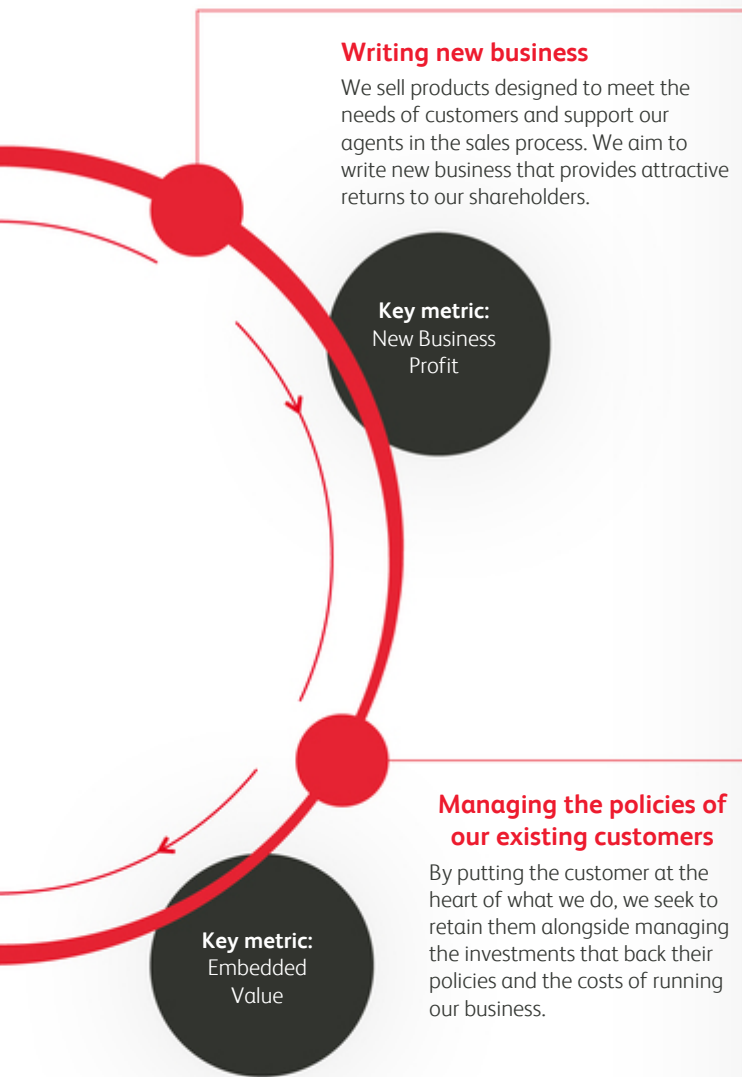 Writing new business
We sell products designed to meet the
needs of customers and support our
agents in the sales process. We aim to
write new business that provides attractive
returns to our shareholders.
Key metric:
New Business
Profit
Managing the policies of
our existing customers
By putting the customer at the
heart of what we do, we seek to
retain them alongside managing
the investments that back their
policies and the costs of running
our business.
Key metric:
Embedded
Value